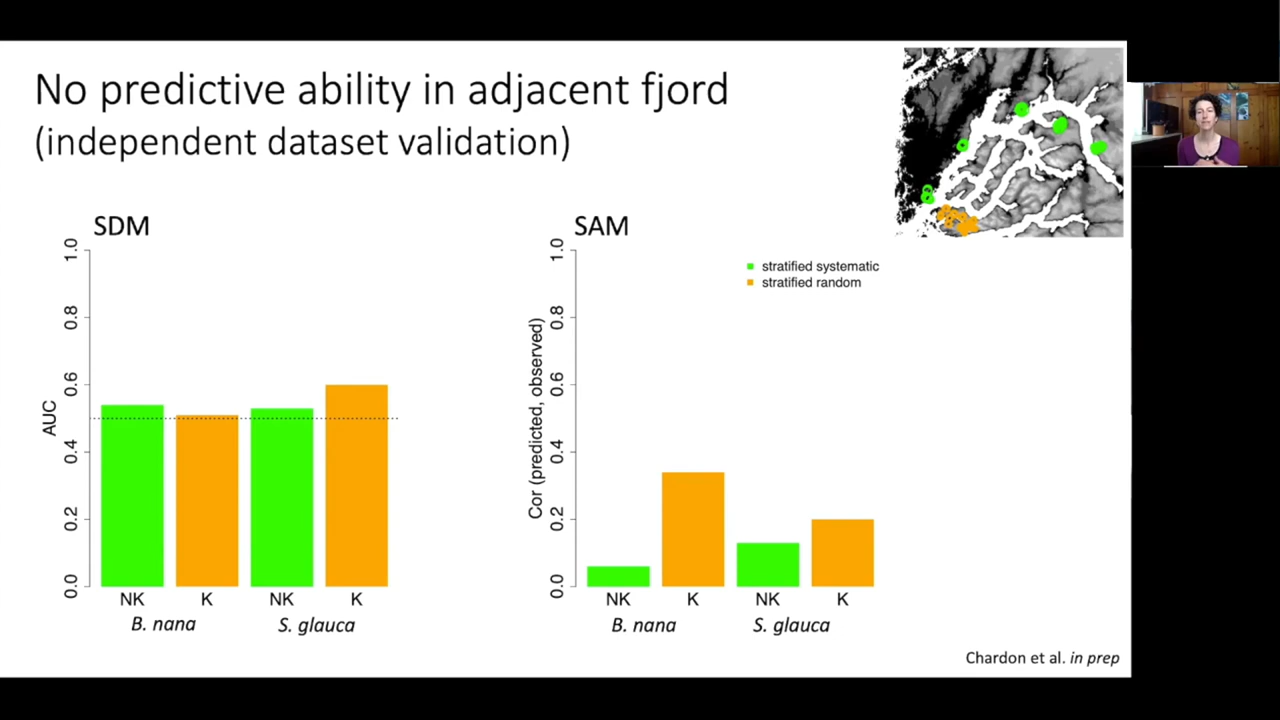 No predictive ability in adjacent fjord
(independent dataset validation)
SDM
AUC
1.0
0.8
0.6
0.4
0.2
0.0
NK
K
NK
K
B. nana
S. glauca
SAM
stratified systematic
stratified random
Cor (predicted, observed)
1.0
0.8
0.6
0.4
0.2
0.0
NK
K
NK
K
B. nana
S. glauca
Chardon et al. in prep